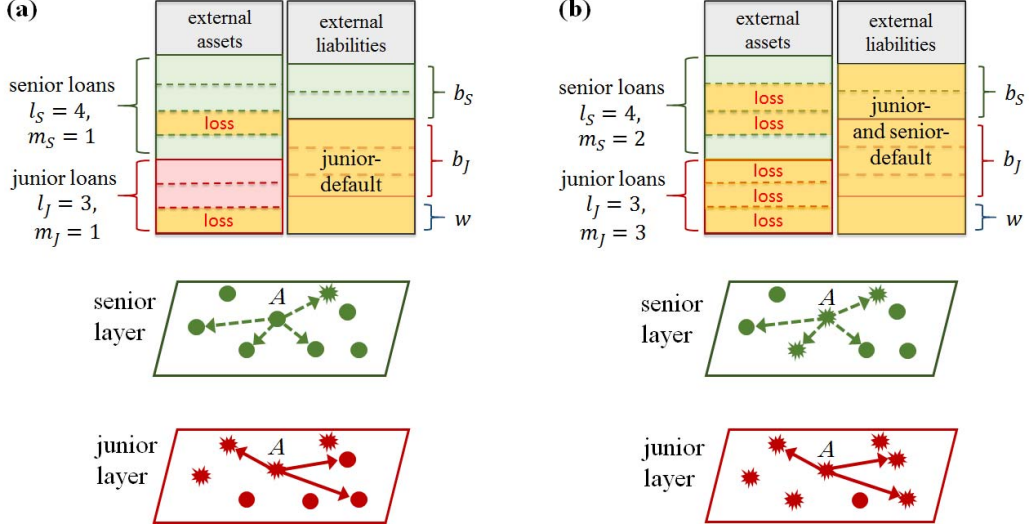 (a)
external
assets
external
liabilities
senior loans
l_S = 4,
m_S = 1
loss
b_S
junior-
default
b_J
junior loans
l_J = 3,
m_J = 1
loss
w
senior
layer
A
junior
layer
A
(b)
external
assets
external
liabilities
senior loans
l_S = 4,
m_S = 2
loss
loss
b_S
junior-
and senior-
default
b_J
junior loans
l_J = 3,
m_J = 3
loss
loss
loss
w
senior
layer
A
junior
layer
A